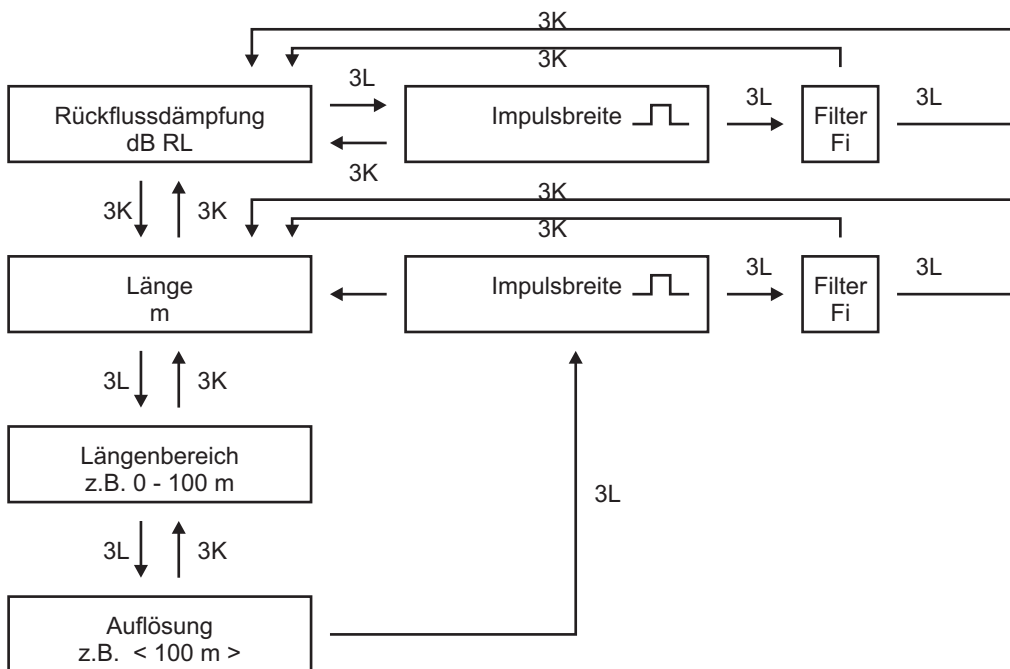 3K
3K
3L
3L
3L
Rückflussdämpfung
dB RL
Impulsbreite
Filter
Fi
3K
3K
3K
3K
3K
3L
3L
Länge
m
Impulsbreite
Filter
Fi
3L
3K
Längenbereich
z.B. 0 - 100 m
3L
3L
3K
Auflösung
z.B. < 100 m >